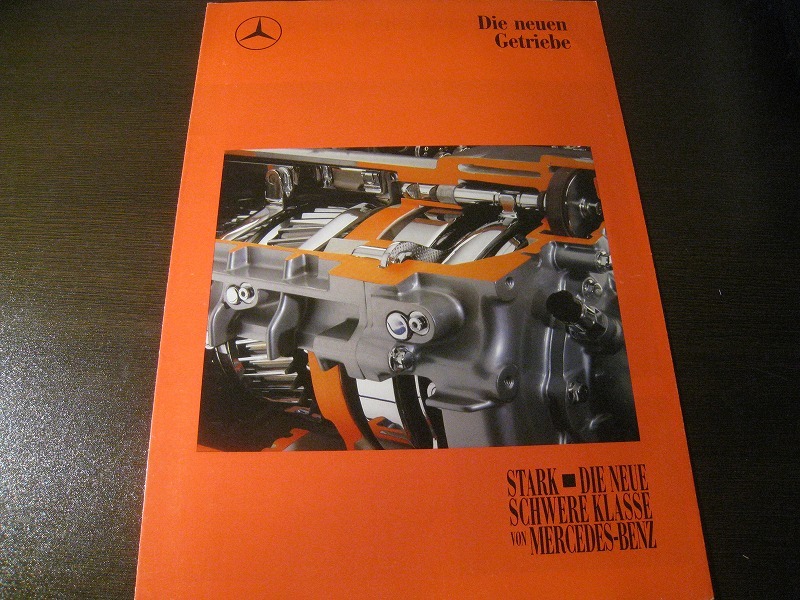 Die neuen
Getriebe
STARK ■ DIE NEUE
SCHWERE KLASSE
VON MERCEDES-BENZ